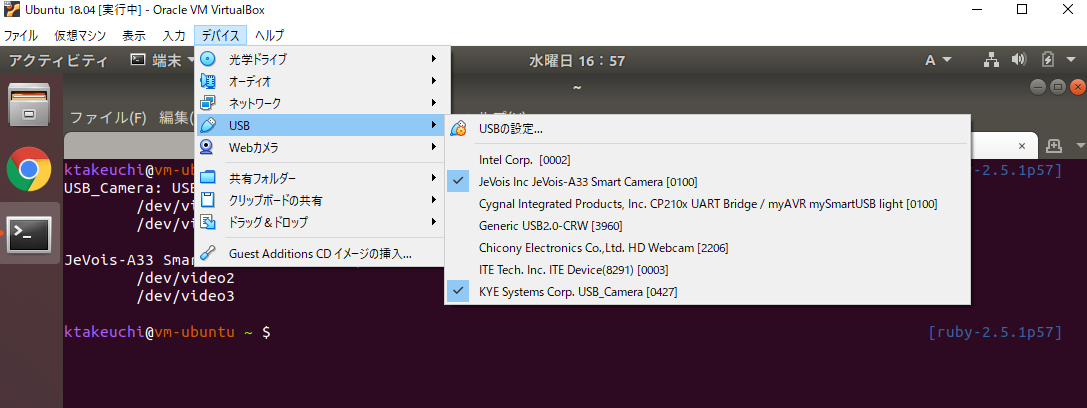 Ubuntu 18.04 [実行中] - Oracle VM VirtualBox
ファイル 仮想マシン 表示 入力 デバイス ヘルプ
アクティビティ 端末 水曜日 16：57 A
~
ファイル(F) 編集(
光学ドライブ
オーディオ
ネットワーク
USB
Webカメラ
共有フォルダー
クリップボードの共有
ドラッグ＆ドロップ
Guest Additions CD イメージの挿入...
USBの設定...
Intel Corp. [0002]
JeVois Inc JeVois-A33 Smart Camera [0100]
Cygnal Integrated Products, Inc. CP210x UART Bridge / myAVR mySmartUSB light [0100]
Generic USB2.0-CRW [3960]
Chicony Electronics Co.,Ltd. HD Webcam [2206]
ITE Tech. Inc. ITE Device(8291) [0003]
KYE Systems Corp. USB_Camera [0427]
ktakeuchi@vm-ub -2.5.1p57]
USB_Camera: USB
/dev/vi
/dev/vi
JeVois-A33 Smar
/dev/video2
/dev/video3
ktakeuchi@vm-ubuntu ~ $ [ruby-2.5.1p57]